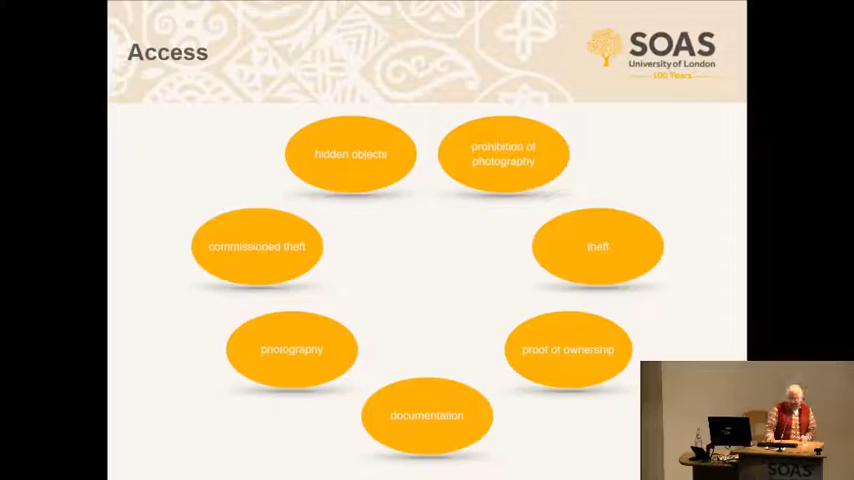 Access
SOAS
University of London
100 Years
hidden objects
prohibition of
photography
commissioned theft
theft
photography
proof of ownership
documentation
SOAS